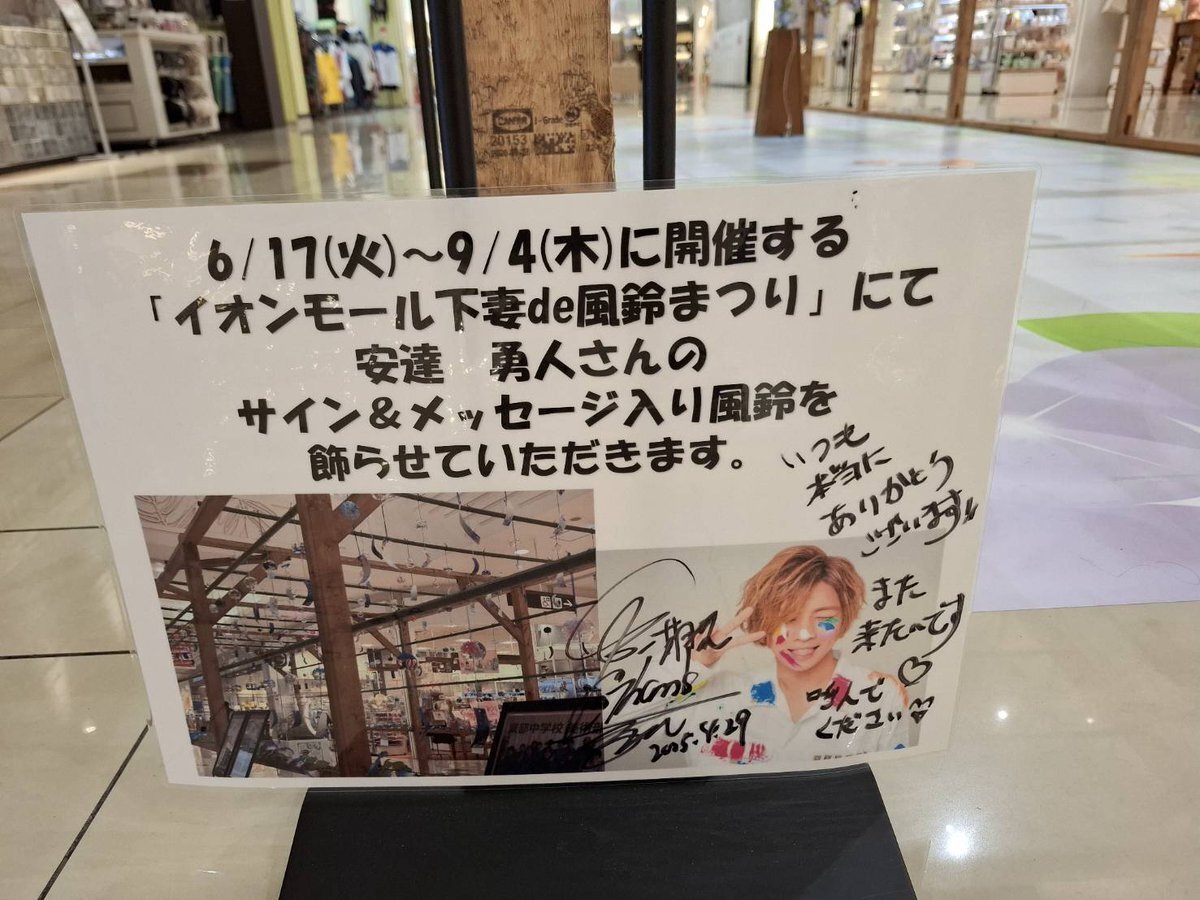 20153
6/17(火)～9/4(木)に開催する
「イオンモール下妻de風鈴まつり」にて
安達　勇人さんの
サイン＆メッセージ入り風鈴を
飾らせていただきます。
いつも
本当に
ありがとう
ございます!!
また
来たいです
♡
呼んで
ください
2025.4.29